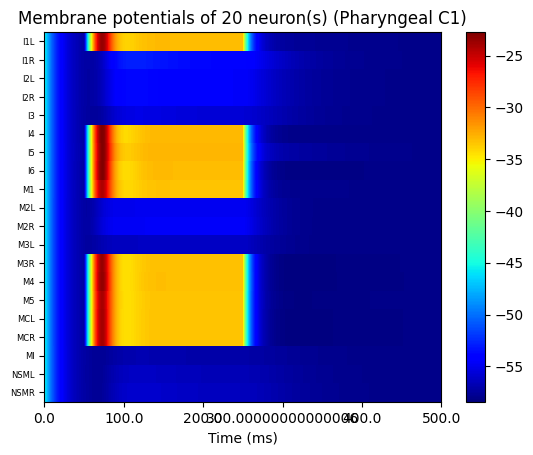 Membrane potentials of 20 neuron(s) (Pharyngeal C1)
I1L
I1R
I2L
I2R
I3
I4
I5
I6
M1
M2L
M2R
M3L
M3R
M4
M5
MCL
MCR
MI
NSML
NSMR
0.0 100.0 200.0 300.00000000000006 400.0 500.0
Time (ms)
−25
−30
−35
−40
−45
−50
−55